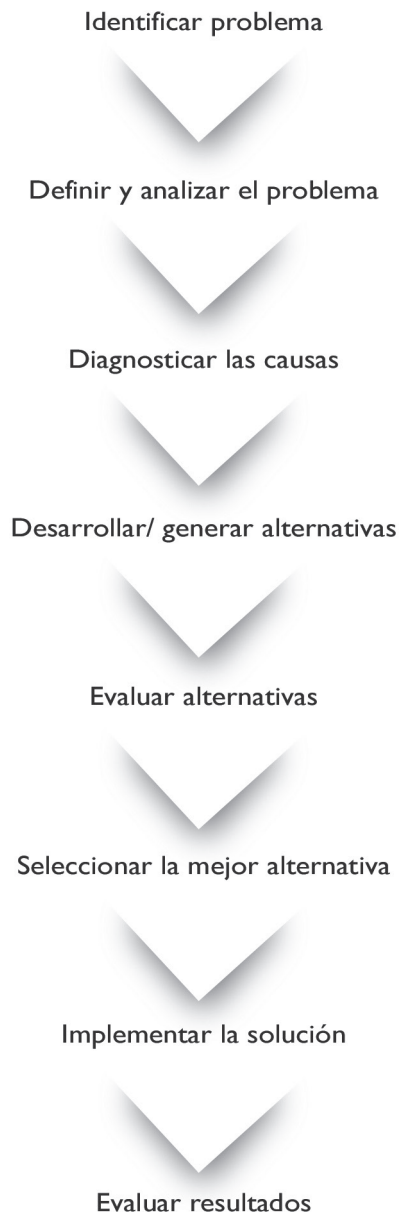 Identificar problema
Definir y analizar el problema
Diagnosticar las causas
Desarrollar/ generar alternativas
Evaluar alternativas
Seleccionar la mejor alternativa
Implementar la solución
Evaluar resultados